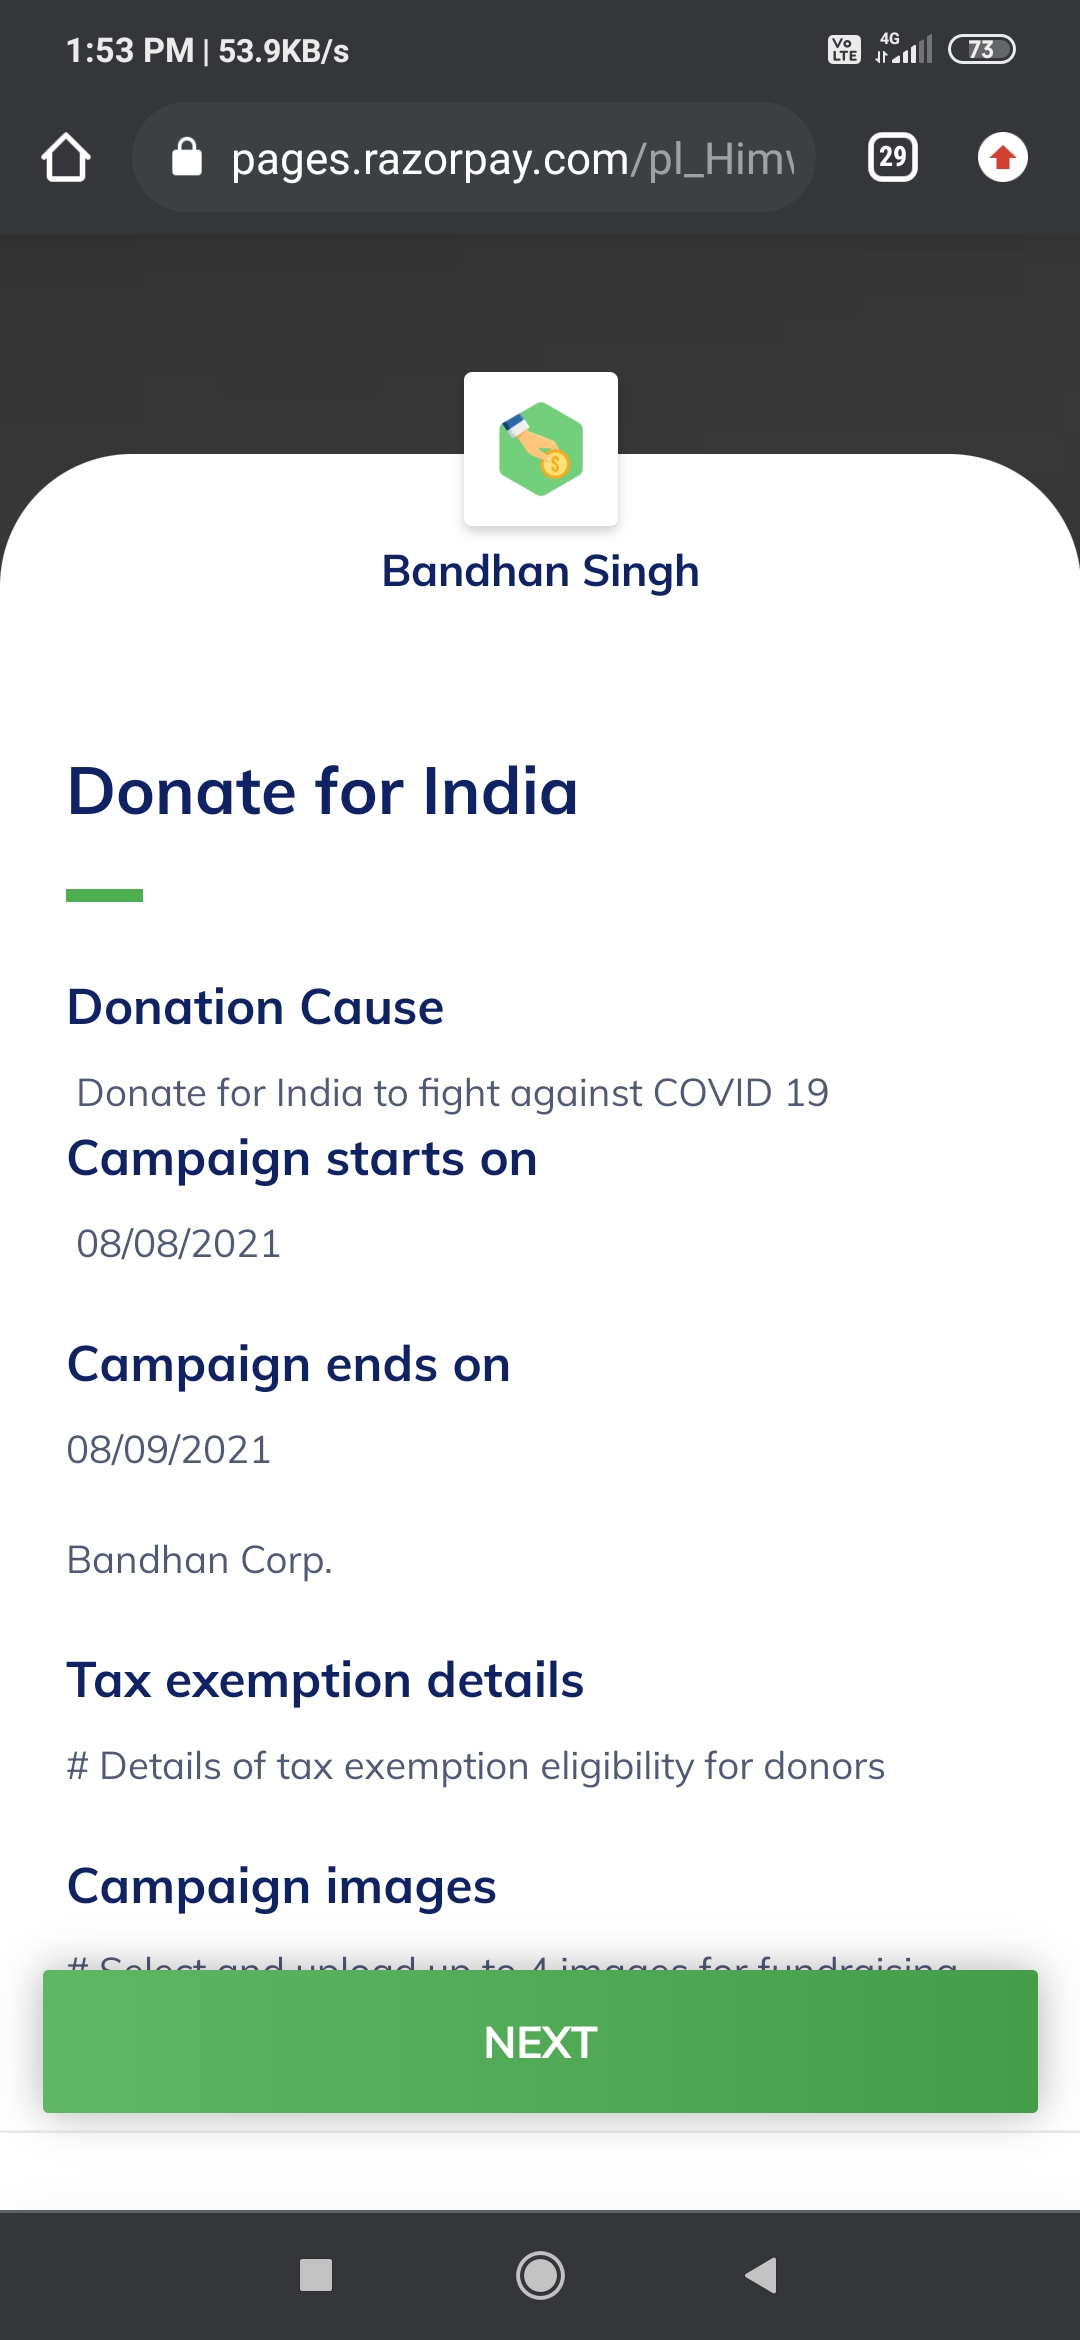 1:53 PM | 53.9KB/s
Vo LTE
4G
73
pages.razorpay.com/pl_Him
29
$
Bandhan Singh
Donate for India
Donation Cause
Donate for India to fight against COVID 19
Campaign starts on
08/08/2021
Campaign ends on
08/09/2021
Bandhan Corp.
Tax exemption details
# Details of tax exemption eligibility for donors
Campaign images
# Select and upload up to 4 images for fundraising
NEXT